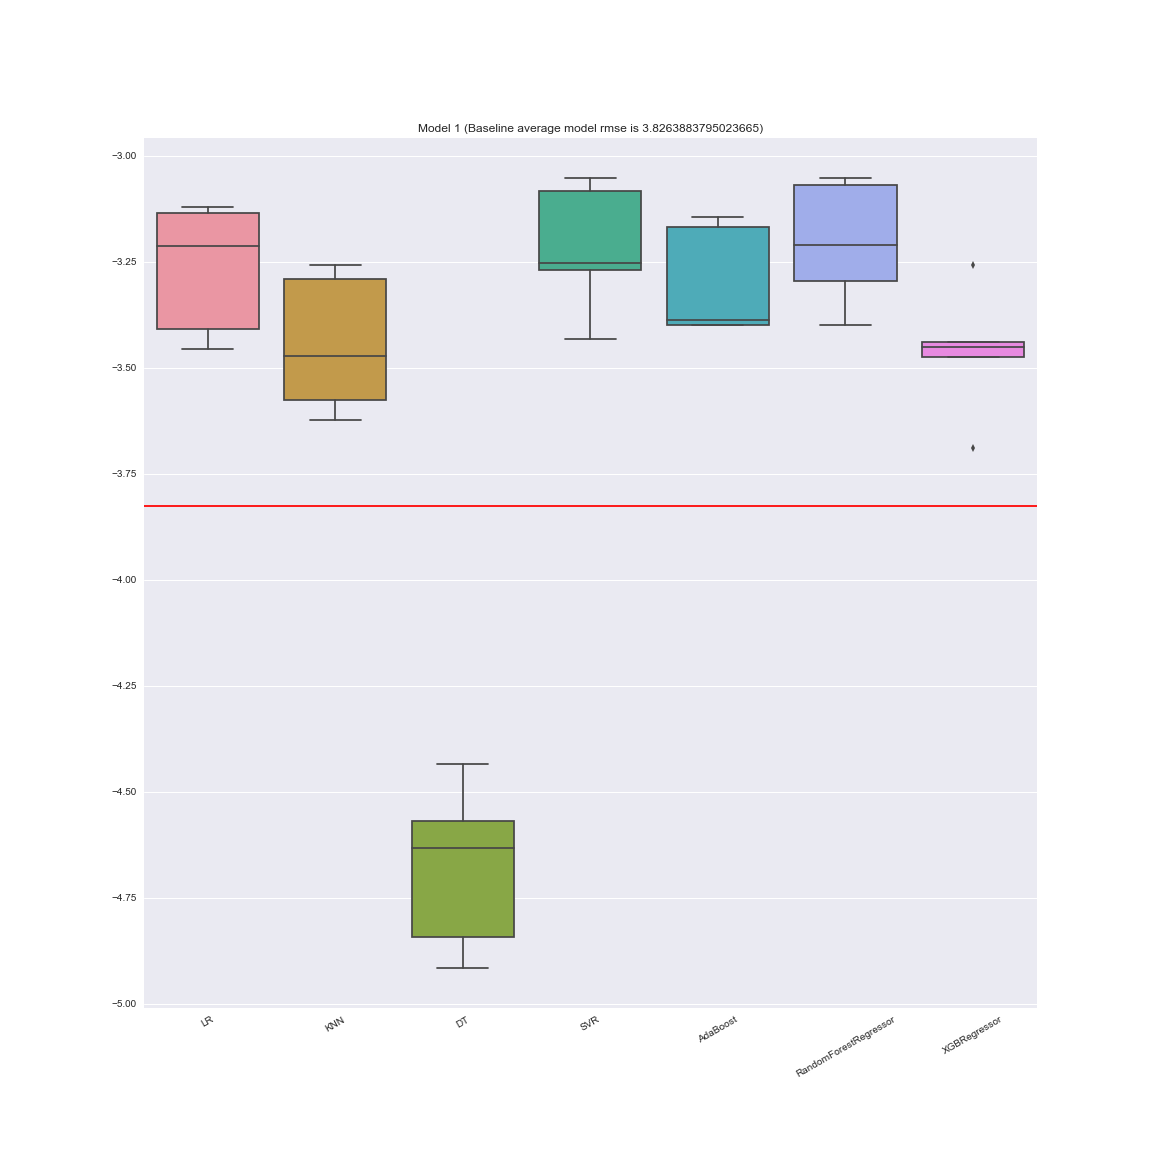 Model 1 (Baseline average model rmse is 3.8263883795023665)
−3.00
−3.25
−3.50
−3.75
−4.00
−4.25
−4.50
−4.75
−5.00
LR
KNN
DT
SVR
AdaBoost
RandomForestRegressor
XGBRegressor